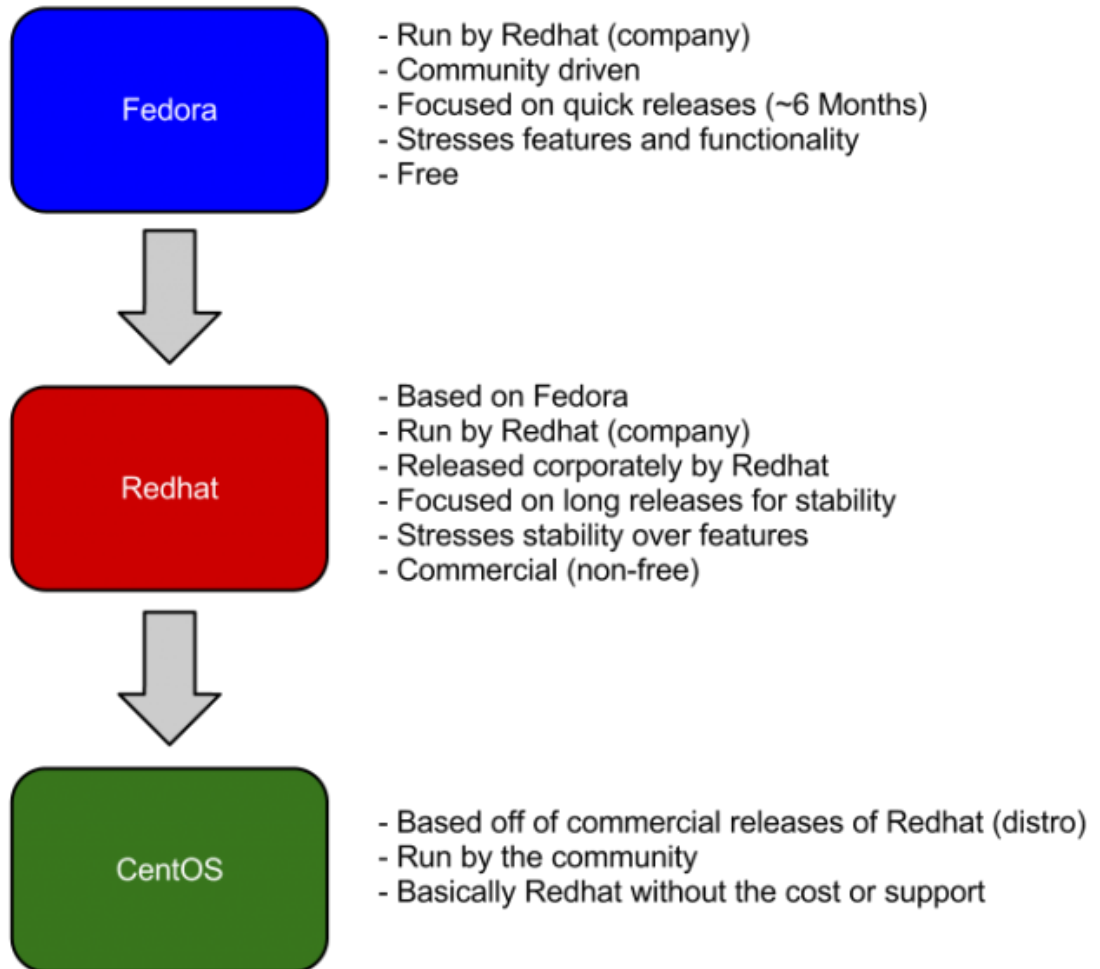 Fedora
- Run by Redhat (company)
- Community driven
- Focused on quick releases (~6 Months)
- Stresses features and functionality
- Free
Redhat
- Based on Fedora
- Run by Redhat (company)
- Released corporately by Redhat
- Focused on long releases for stability
- Stresses stability over features
- Commercial (non-free)
CentOS
- Based off of commercial releases of Redhat (distro)
- Run by the community
- Basically Redhat without the cost or support